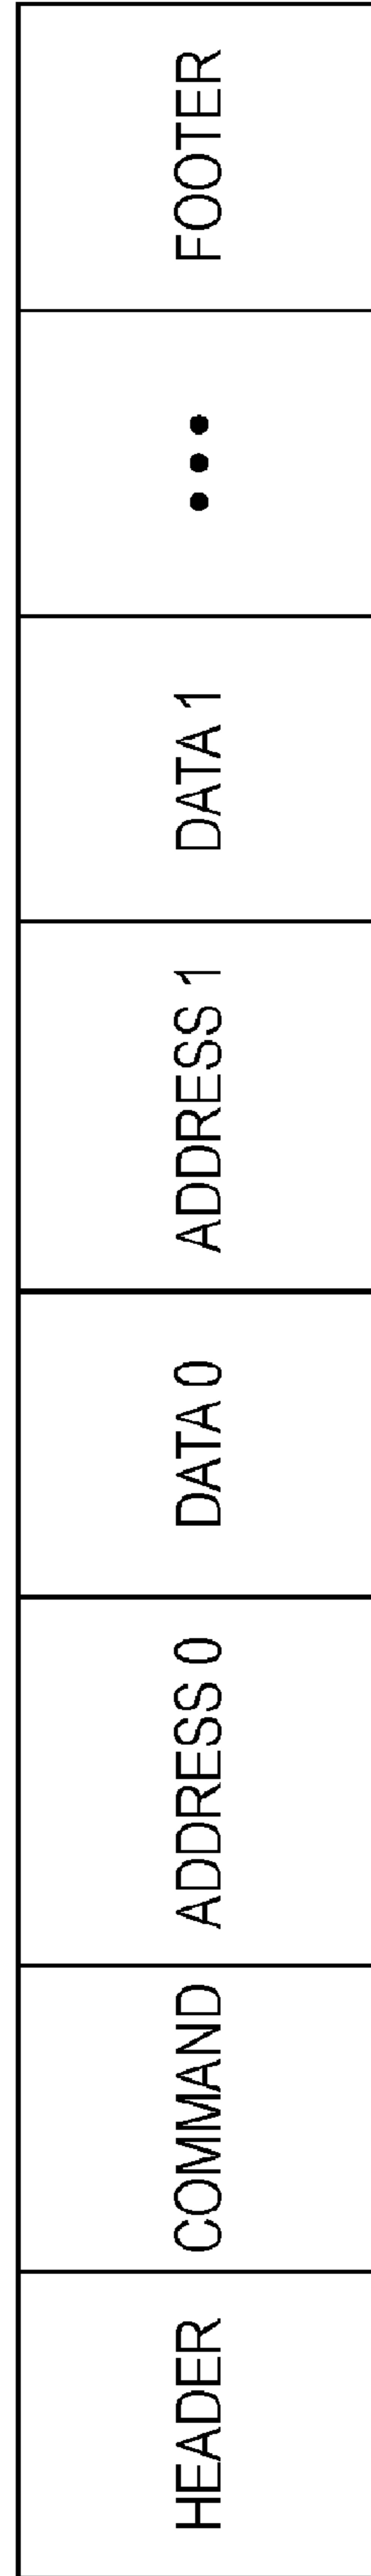 HEADER
COMMAND
ADDRESS 0
DATA 0
ADDRESS 1
DATA 1
•••
FOOTER